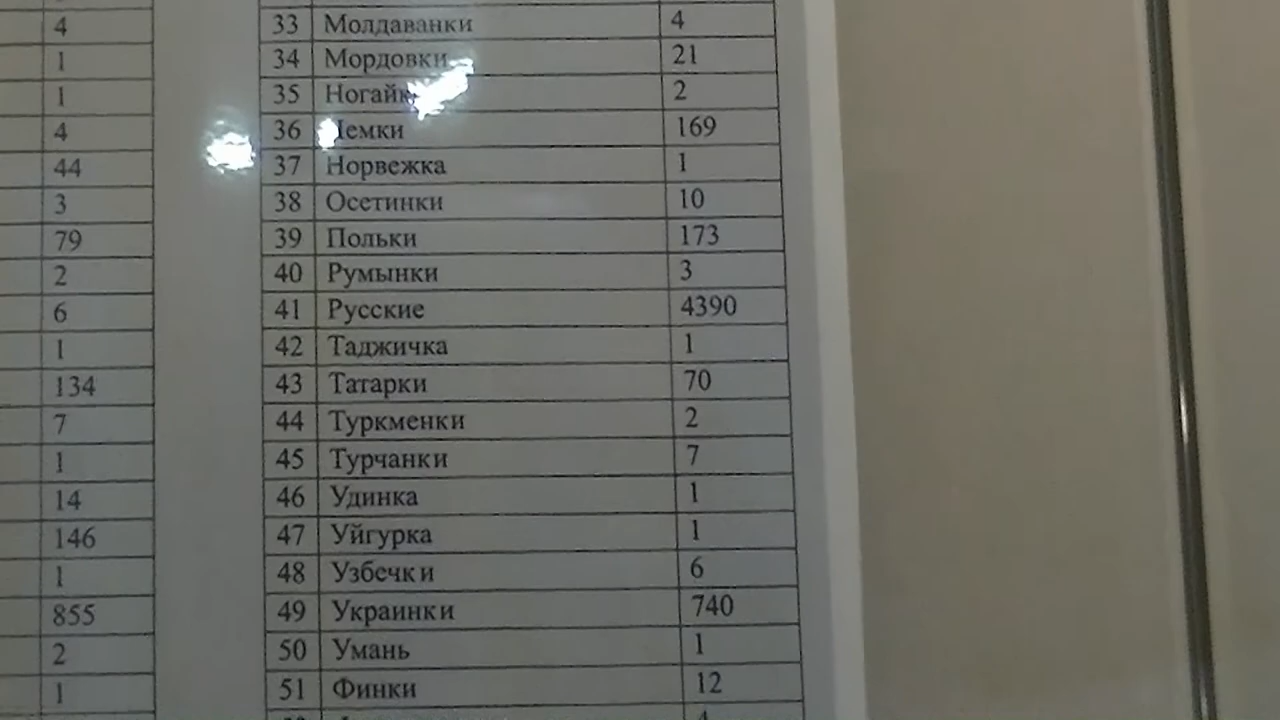 4
1
1
4
44
3
79
2
6
1
134
7
1
14
146
1
855
2
1
33 Молдаванки 4
34 Мордовки 21
35 2
36 169
37 Норвежка 1
38 Осетинки 10
39 Польки 173
40 Румынки 3
41 Русские 4390
42 Таджичка 1
43 Татарки 70
44 Туркменки 2
45 Турчанки 7
46 Удинка 1
47 Уйгурка 1
48 Узбечки 6
49 Украинки 740
50 Умань 1
51 Финки 12